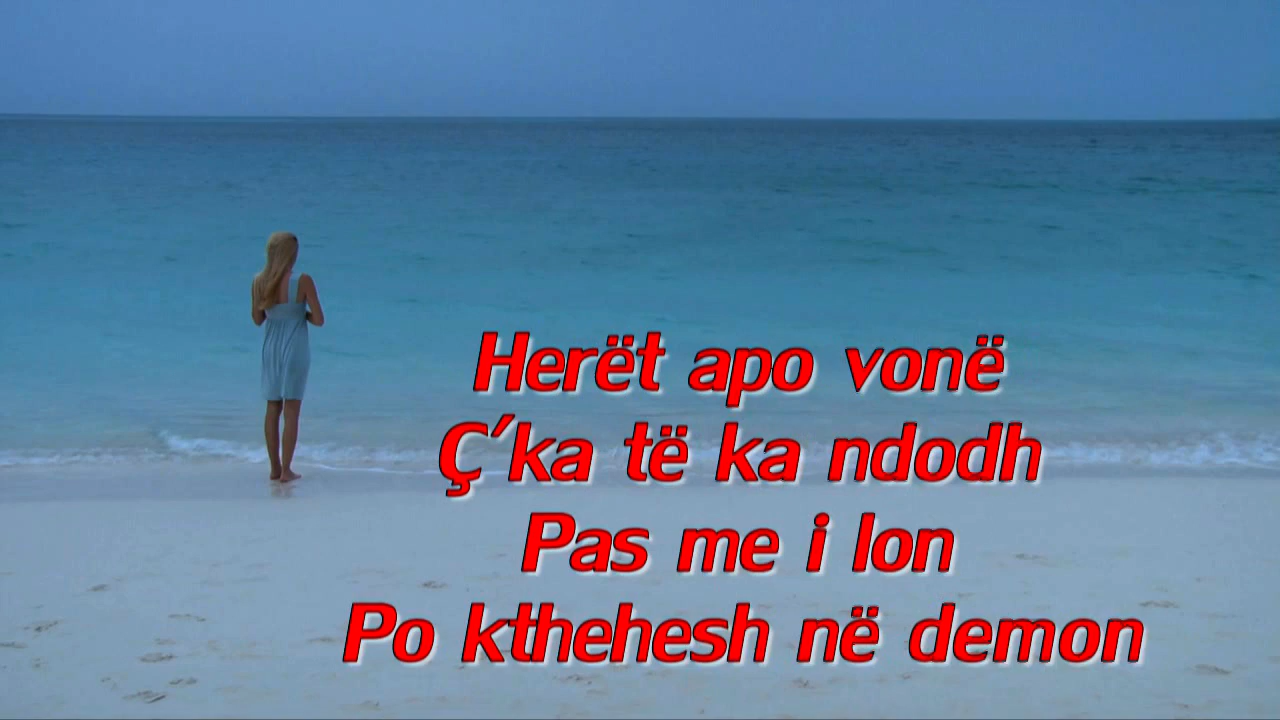 Herët apo vonë
Ç'ka të ka ndodh
Pas me i lon
Po kthehesh në demon